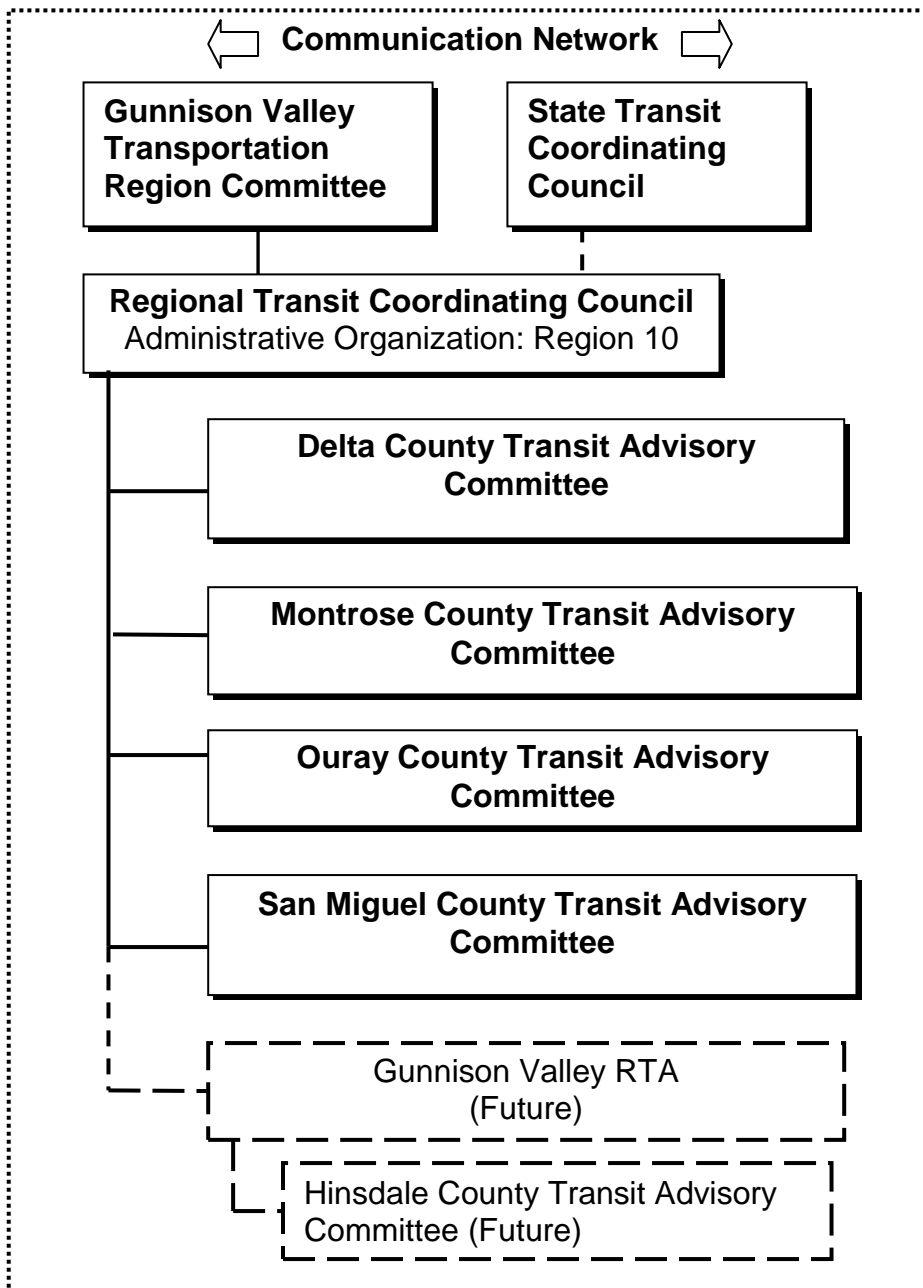 Communication Network
Gunnison Valley
Transportation
Region Committee
State Transit
Coordinating
Council
Regional Transit Coordinating Council
Administrative Organization: Region 10
Delta County Transit Advisory
Committee
Montrose County Transit Advisory
Committee
Ouray County Transit Advisory
Committee
San Miguel County Transit Advisory
Committee
Gunnison Valley RTA
(Future)
Hinsdale County Transit Advisory
Committee (Future)